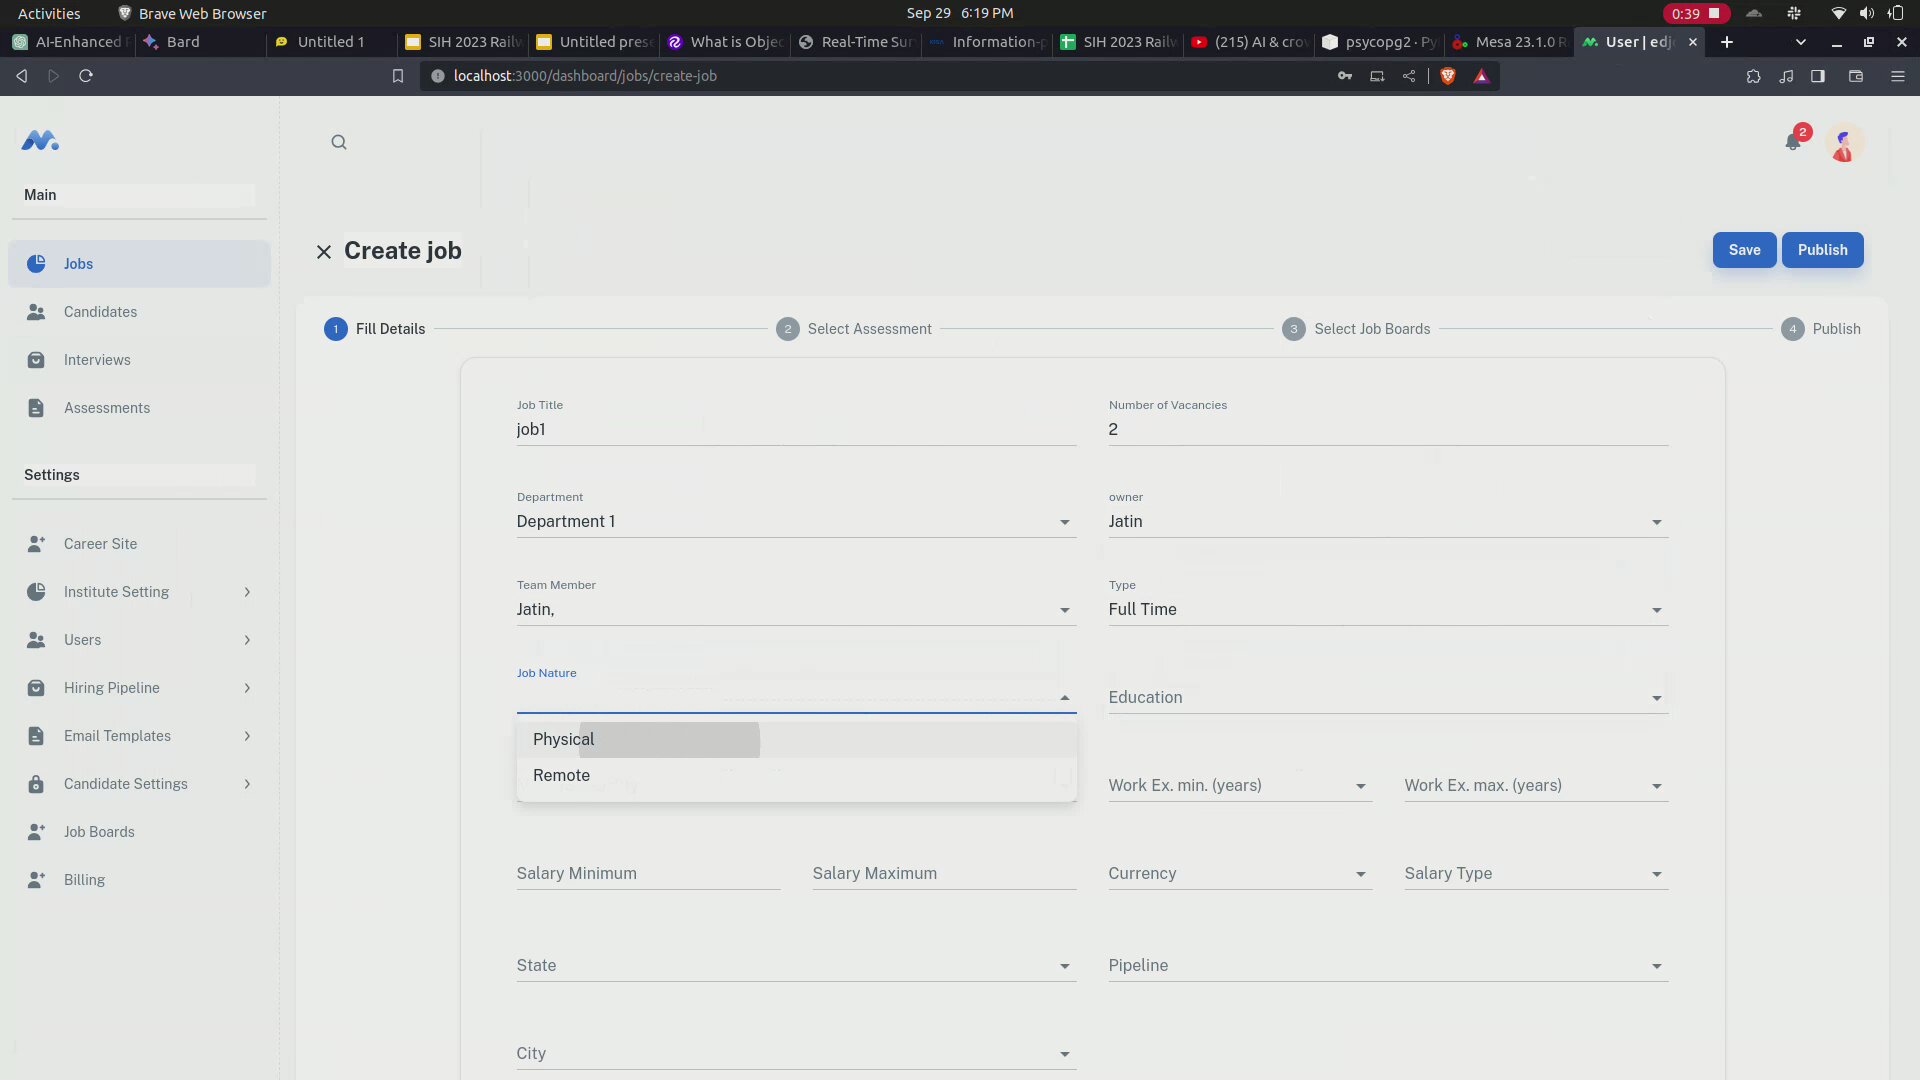 Activities
Brave Web Browser
Sep 29 6:19 PM
0:39
AI-Enhanced
Bard
Untitled 1
SIH 2023 Railw
Untitled prese
What is Objec
Real-Time Sur
Information-p
SIH 2023 Railw
(215) AI & crow
psycopg2 · Py
Mesa 23.1.0 R
User | edj
localhost:3000/dashboard/jobs/create-job
2
Main
Create job
Save
Publish
Jobs
Candidates
Interviews
Assessments
1 Fill Details
2 Select Assessment
3 Select Job Boards
4 Publish
Job Title
job1
Number of Vacancies
2
Settings
Department
Department 1
owner
Jatin
Career Site
Institute Setting
Users
Hiring Pipeline
Email Templates
Candidate Settings
Job Boards
Billing
Team Member
Jatin,
Type
Full Time
Job Nature
Education
Physical
Remote
Work Ex. min. (years)
Work Ex. max. (years)
Salary Minimum
Salary Maximum
Currency
Salary Type
State
Pipeline
City